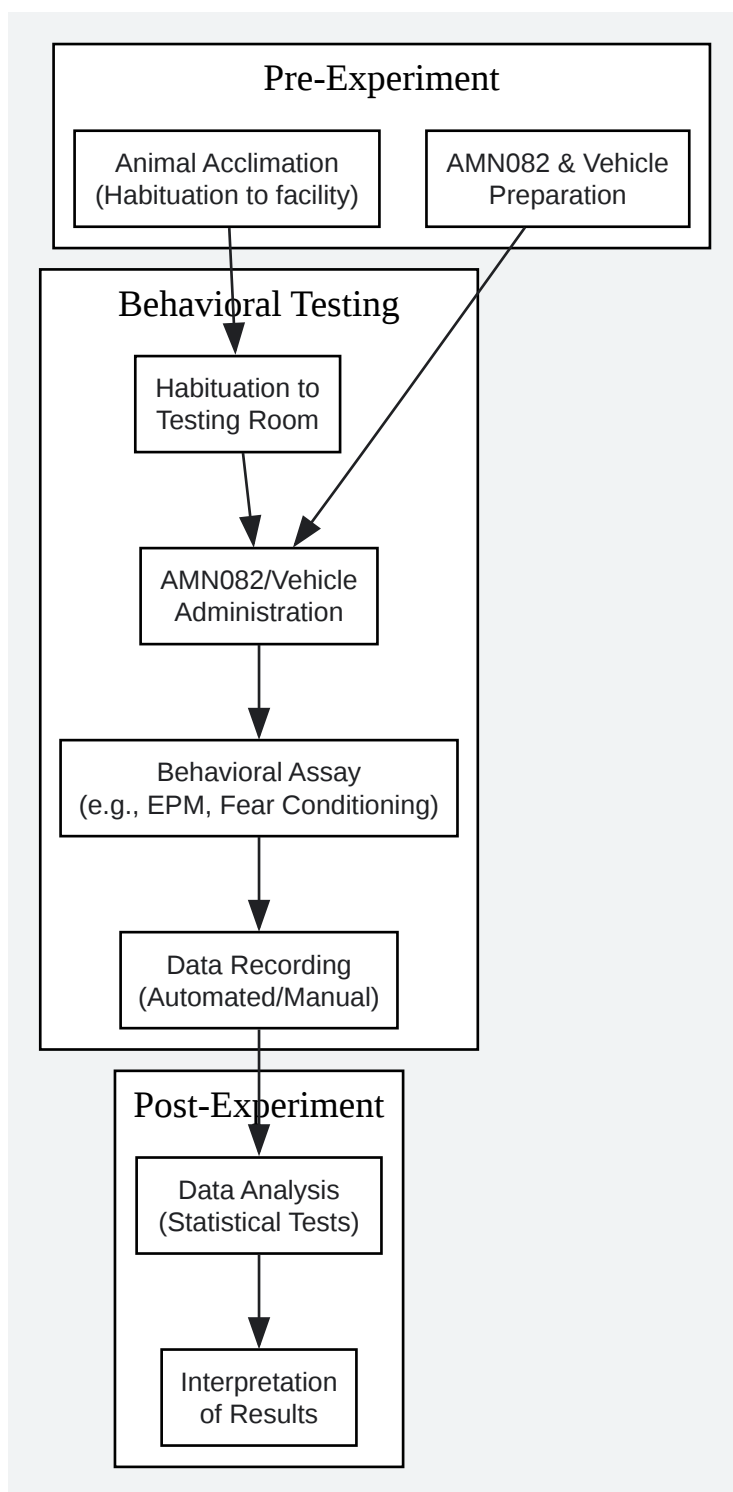 Pre-Experiment
Animal Acclimation
(Habituation to facility)
AMN082 & Vehicle
Preparation
Behavioral Testing
Habituation to
Testing Room
AMN082/Vehicle
Administration
Behavioral Assay
(e.g., EPM, Fear Conditioning)
Data Recording
(Automated/Manual)
Post-Experiment
Data Analysis
(Statistical Tests)
Interpretation
of Results